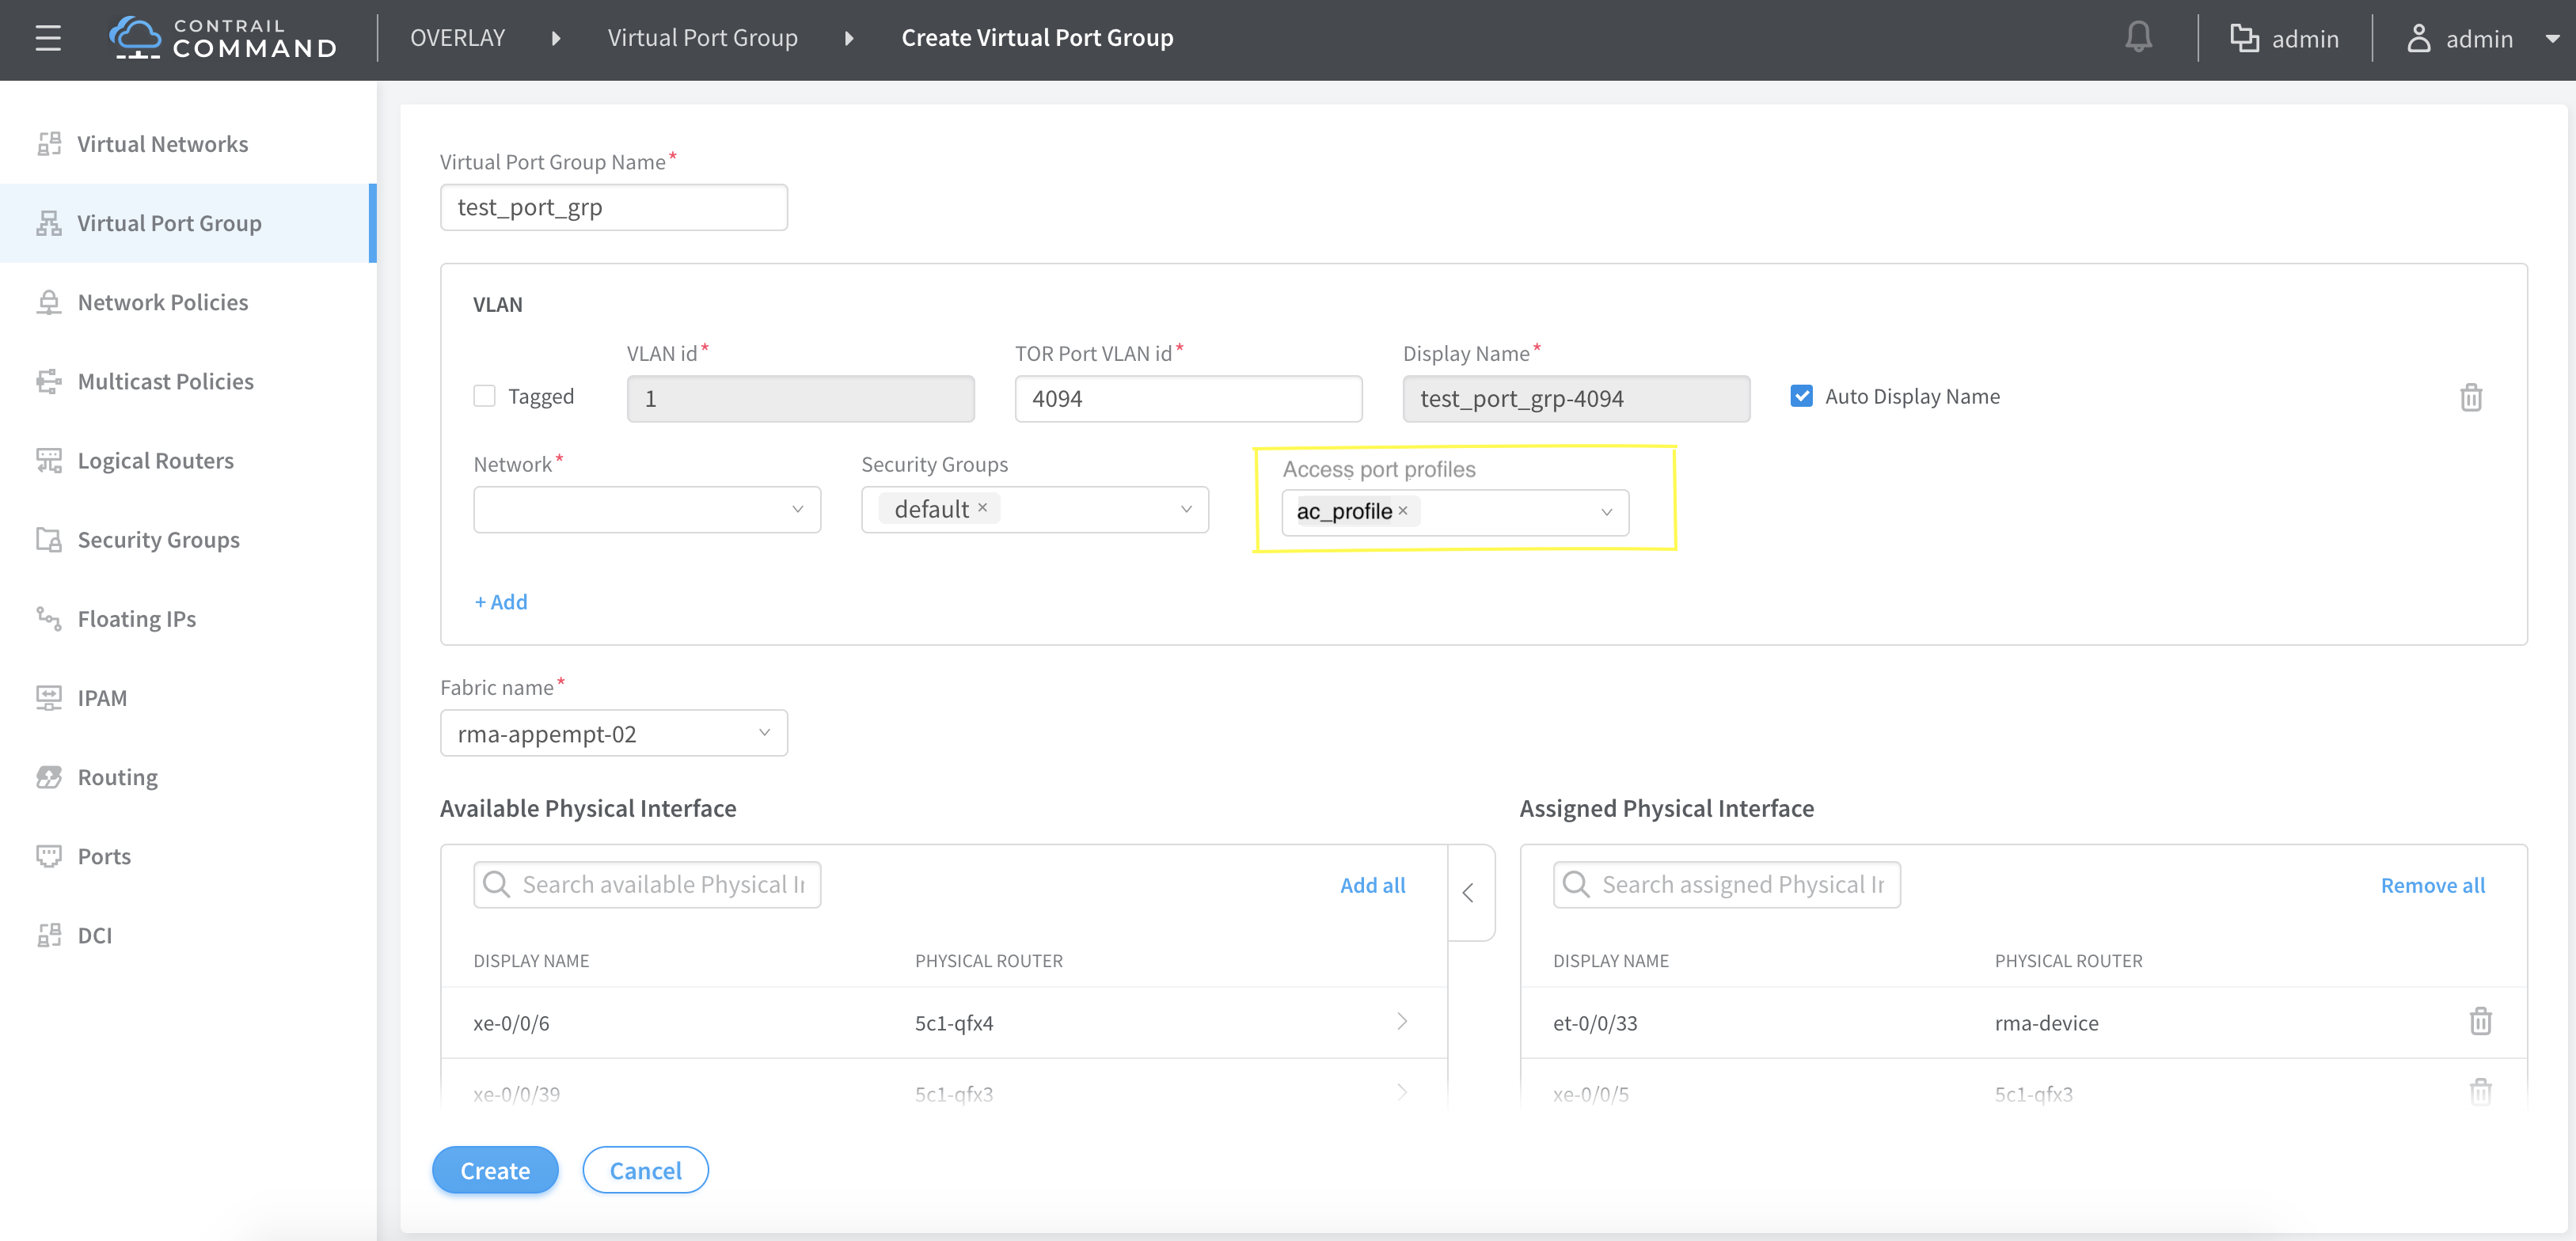 CONTRAIL
COMMAND
OVERLAY Virtual Port Group Create Virtual Port Group
admin admin
Virtual Networks
Virtual Port Group
Network Policies
Multicast Policies
Logical Routers
Security Groups
Floating IPs
IPAM
Routing
Ports
DCI
Virtual Port Group Name*
test_port_grp
VLAN
VLAN id* TOR Port VLAN id* Display Name*
Tagged 1 4094 test_port_grp-4094 Auto Display Name
Network* Security Groups Access port profiles
default × ac_profile ×
+ Add
Fabric name*
rma-appempt-02
Available Physical Interface
Search available Physical Ir Add all
DISPLAY NAME PHYSICAL ROUTER
xe-0/0/6 5c1-qfx4
xe-0/0/39 5c1-qfx3
Assigned Physical Interface
Search assigned Physical Ir Remove all
DISPLAY NAME PHYSICAL ROUTER
et-0/0/33 rma-device
xe-0/0/5 5c1-qfx3
Create Cancel